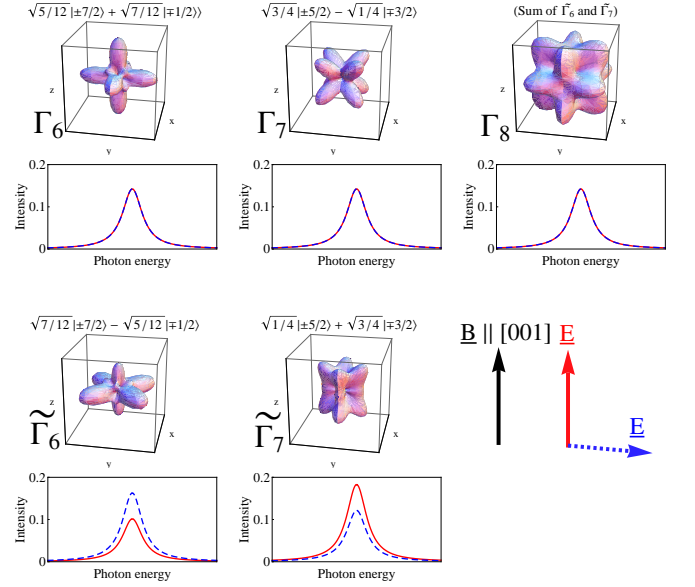 √5/12 |±7/2⟩ + √7/12 |∓1/2⟩⟩
√3/4 |±5/2⟩ − √1/4 |∓3/2⟩
(Sum of Γ̃6 and Γ̃7)
z
x
y
Γ6
z
x
y
Γ7
z
x
y
Γ8
0.2
0.1
0
Intensity
Photon energy
0.2
0.1
0
Intensity
Photon energy
0.2
0.1
0
Intensity
Photon energy
√7/12 |±7/2⟩ − √5/12 |∓1/2⟩
√1/4 |±5/2⟩ + √3/4 |∓3/2⟩
z
x
y
Γ̃6
z
x
y
Γ̃7
B || [001]
E
E
0.2
0.1
0
Intensity
Photon energy
0.2
0.1
0
Intensity
Photon energy